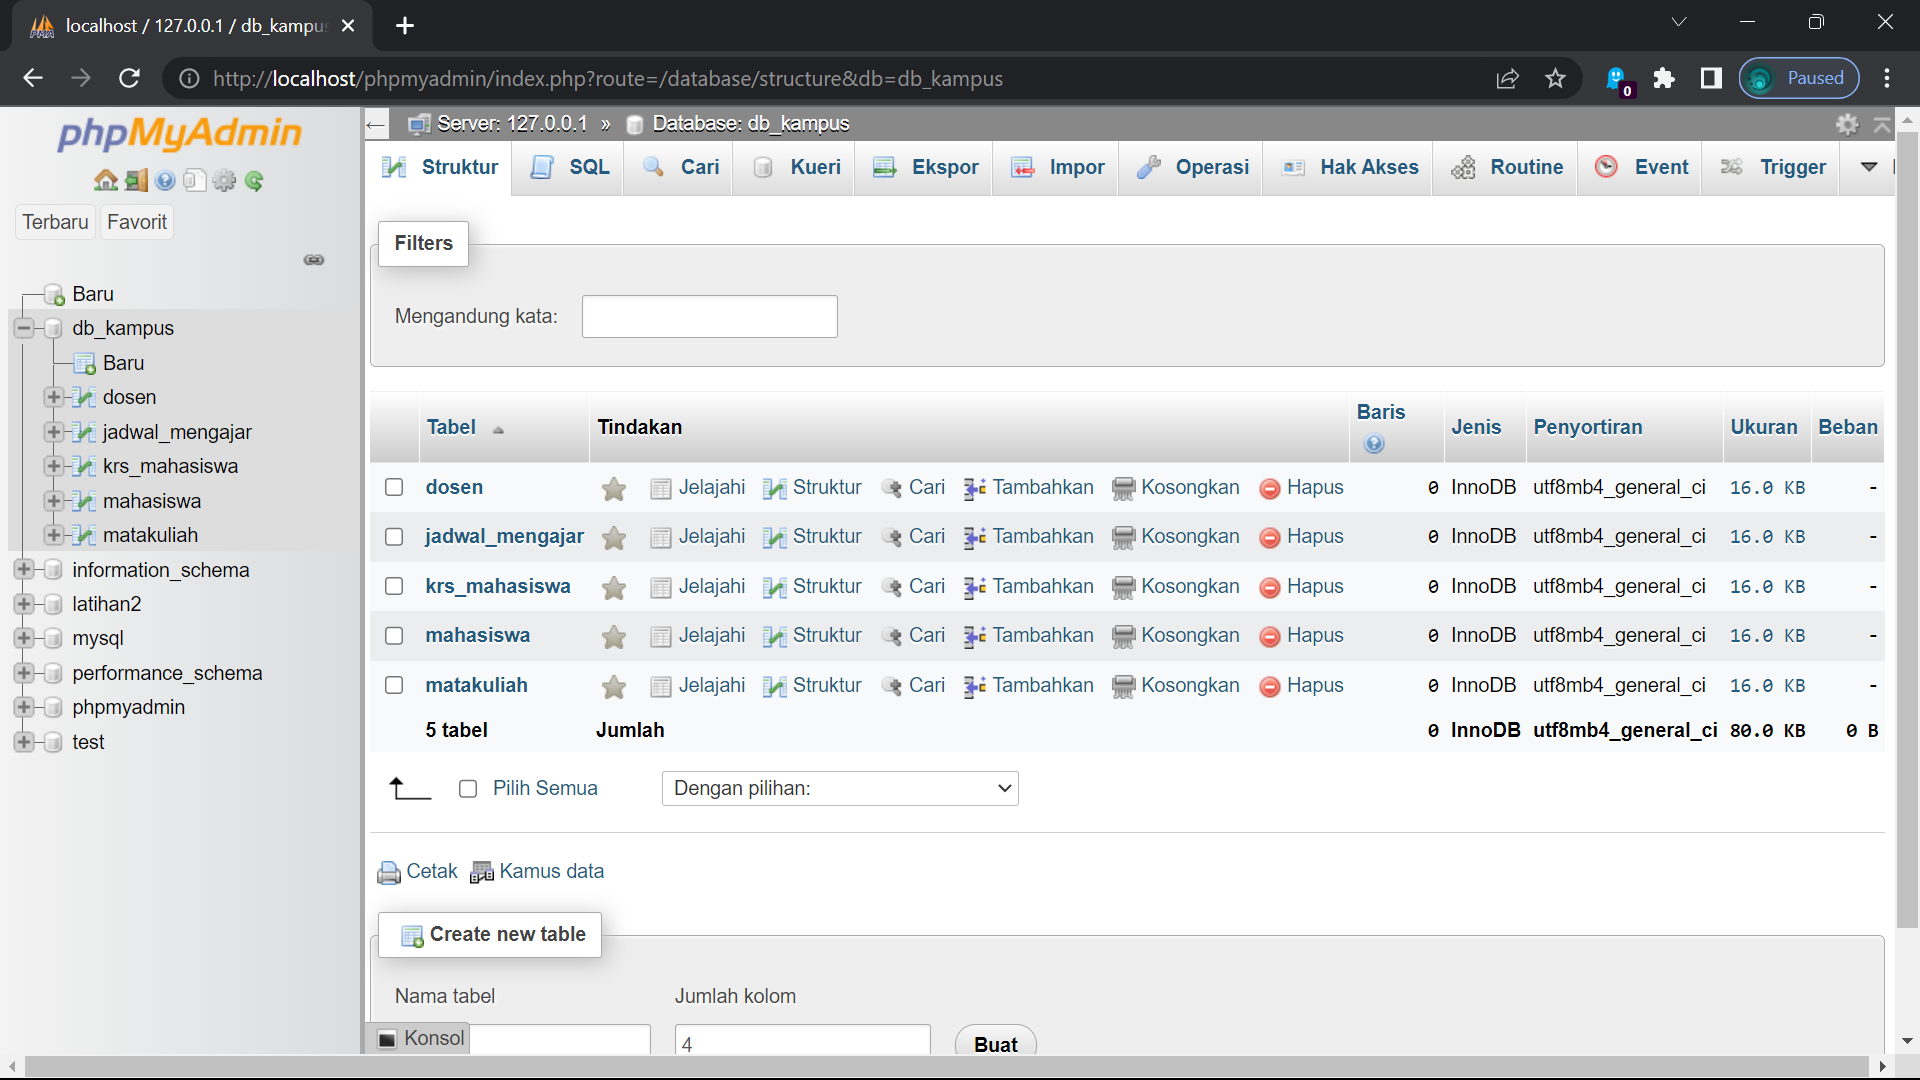 localhost / 127.0.0.1 / db_kampus
http://localhost/phpmyadmin/index.php?route=/database/structure&db=db_kampus
0
Paused
phpMyAdmin
Terbaru Favorit
Baru
db_kampus
Baru
dosen
jadwal_mengajar
krs_mahasiswa
mahasiswa
matakuliah
information_schema
latihan2
mysql
performance_schema
phpmyadmin
test
Server: 127.0.0.1 » Database: db_kampus
Struktur SQL Cari Kueri Ekspor Impor Operasi Hak Akses Routine Event Trigger
Filters
Mengandung kata:
Tabel Tindakan Baris Jenis Penyortiran Ukuran Beban
dosen Jelajahi Struktur Cari Tambahkan Kosongkan Hapus 0 InnoDB utf8mb4_general_ci 16.0 KB -
jadwal_mengajar Jelajahi Struktur Cari Tambahkan Kosongkan Hapus 0 InnoDB utf8mb4_general_ci 16.0 KB -
krs_mahasiswa Jelajahi Struktur Cari Tambahkan Kosongkan Hapus 0 InnoDB utf8mb4_general_ci 16.0 KB -
mahasiswa Jelajahi Struktur Cari Tambahkan Kosongkan Hapus 0 InnoDB utf8mb4_general_ci 16.0 KB -
matakuliah Jelajahi Struktur Cari Tambahkan Kosongkan Hapus 0 InnoDB utf8mb4_general_ci 16.0 KB -
5 tabel Jumlah 0 InnoDB utf8mb4_general_ci 80.0 KB 0 B
Pilih Semua Dengan pilihan:
Cetak Kamus data
Create new table
Nama tabel Jumlah kolom
Konsol 4 Buat